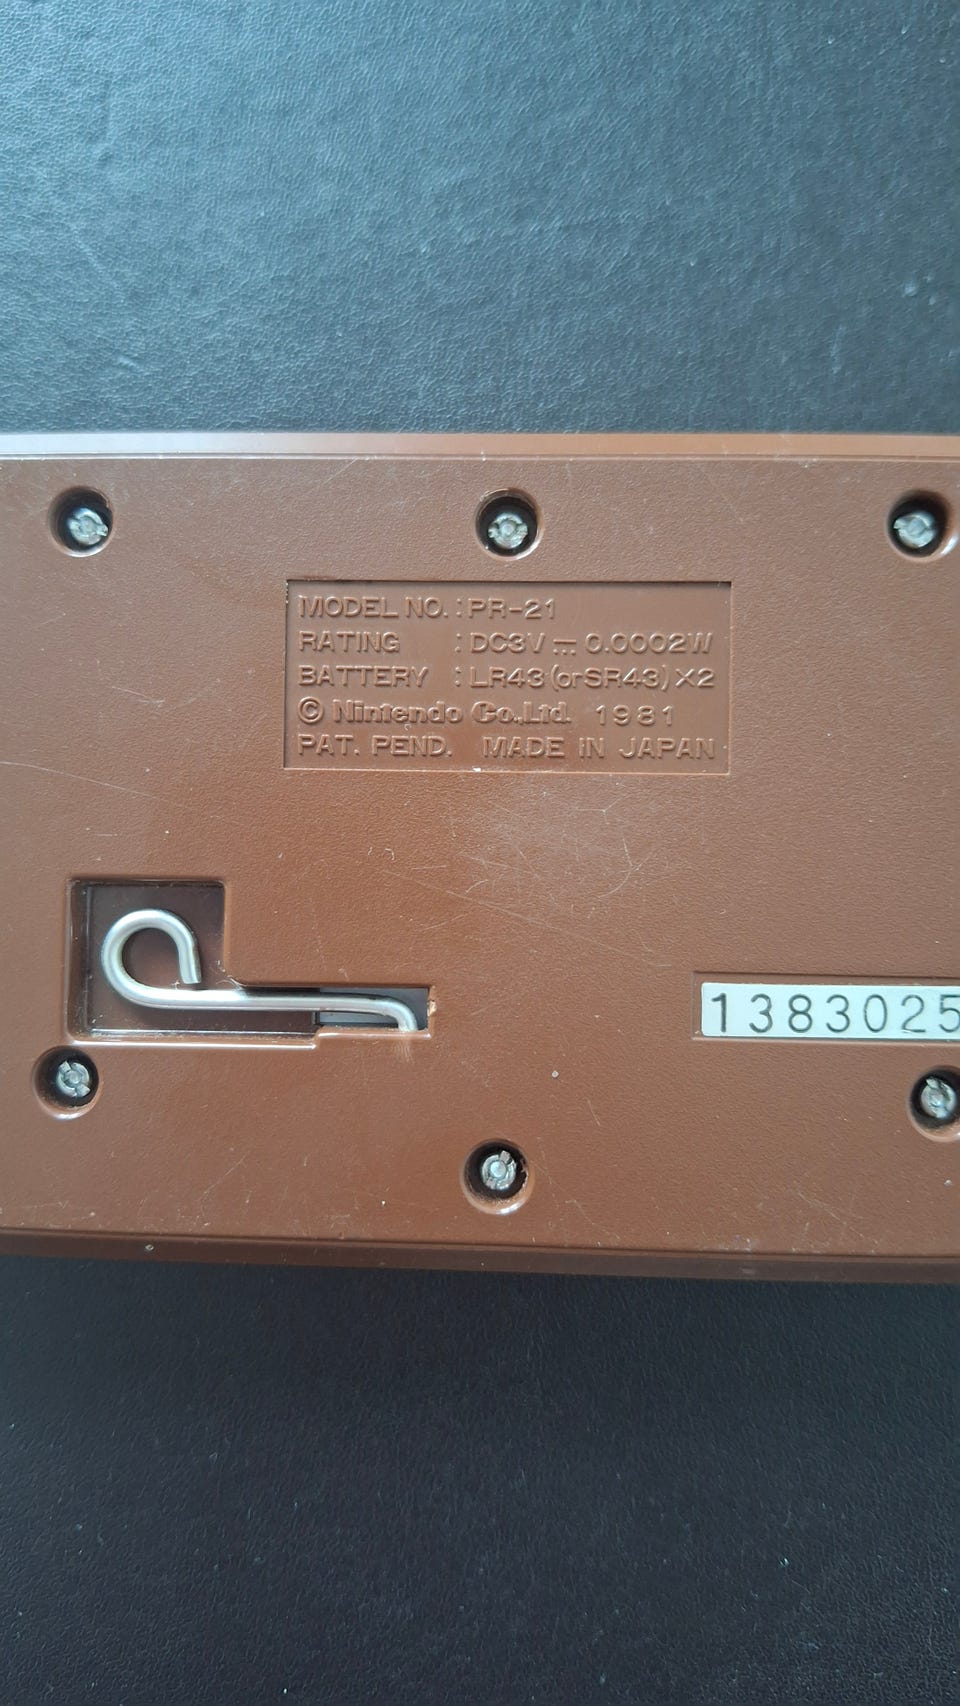 MODEL NO. : PR-21
RATING : DC3V ⎓ 0.0002W
BATTERY : LR43 (or SR43) X2
© Nintendo Co.,Ltd. 1981
PAT. PEND. MADE IN JAPAN
1383025